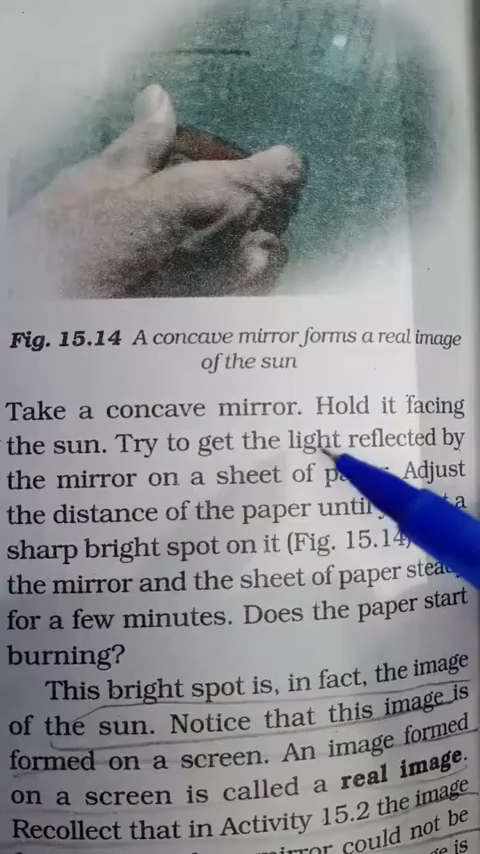 Fig. 15.14 A concave mirror forms a real image
of the sun
Take a concave mirror. Hold it facing
the sun. Try to get the light reflected by
the mirror on a sheet of Adjust
the distance of the paper until a
sharp bright spot on it (Fig. 15.14)
the mirror and the sheet of paper
for a few minutes. Does the paper start
burning?
This bright spot is, in fact, the image
of the sun. Notice that this image is
formed on a screen. An image formed
on a screen is called a real image.
Recollect that in Activity 15.2 the image
could not be
is